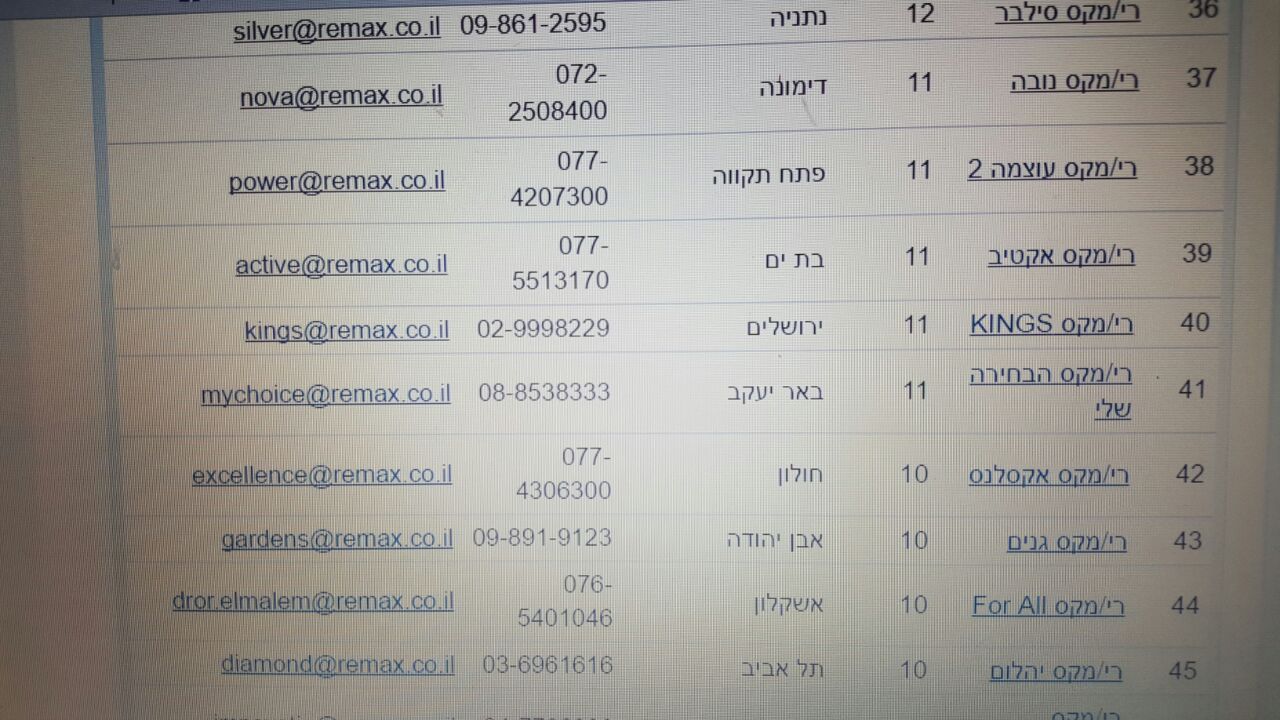 36 רי/מקס סילבר 12 נתניה 09-861-2595 silver@remax.co.il
37 רי/מקס נובה 11 דימונה 072-
2508400 nova@remax.co.il
38 רי/מקס עוצמה 2 11 פתח תקווה 077-
4207300 power@remax.co.il
39 רי/מקס אקטיב 11 בת ים 077-
5513170 active@remax.co.il
40 רי/מקס KINGS 11 ירושלים 02-9998229 kings@remax.co.il
41 רי/מקס הבחירה
שלי 11 באר יעקב 08-8538333 mychoice@remax.co.il
42 רי/מקס אקסלנס 10 חולון 077-
4306300 excellence@remax.co.il
43 רי/מקס גנים 10 אבן יהודה 09-891-9123 gardens@remax.co.il
44 רי/מקס For All 10 אשקלון 076-
5401046 dror.elmalem@remax.co.il
45 רי/מקס יהלום 10 תל אביב 03-6961616 diamond@remax.co.il
רי/מקס